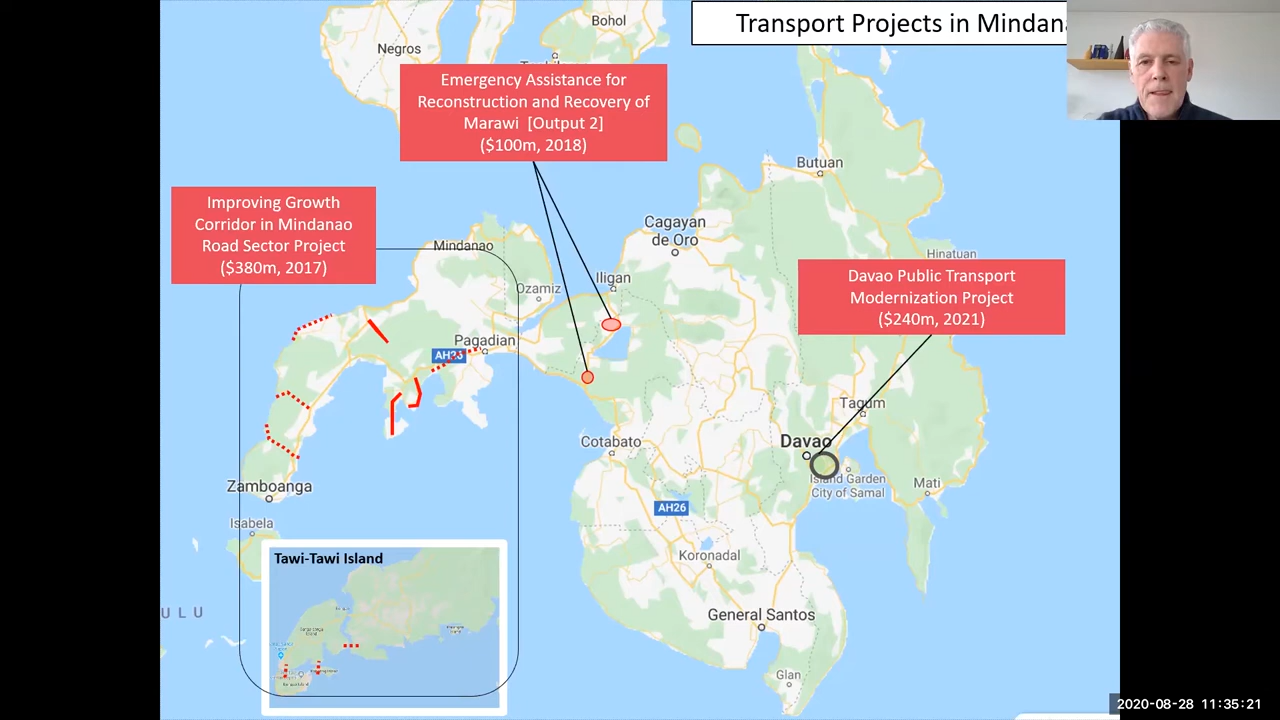 Transport Projects in Mindana
Bohol
Negros
Emergency Assistance for
Reconstruction and Recovery of
Marawi [Output 2]
($100m, 2018)
Butuan
Improving Growth
Corridor in Mindanao
Road Sector Project
($380m, 2017)
Cagayan
de Oro
Mindanao
Hinatuan
Iligan
Ozamiz
Davao Public Transport
Modernization Project
($240m, 2021)
Pagadian
Tagum
Davao
Cotabato
Island Garden
City of Samal
Mati
Zamboanga
AH26
Isabela
Koronadal
Tawi-Tawi Island
General Santos
ULU
Glan
2020-08-28 11:35:21